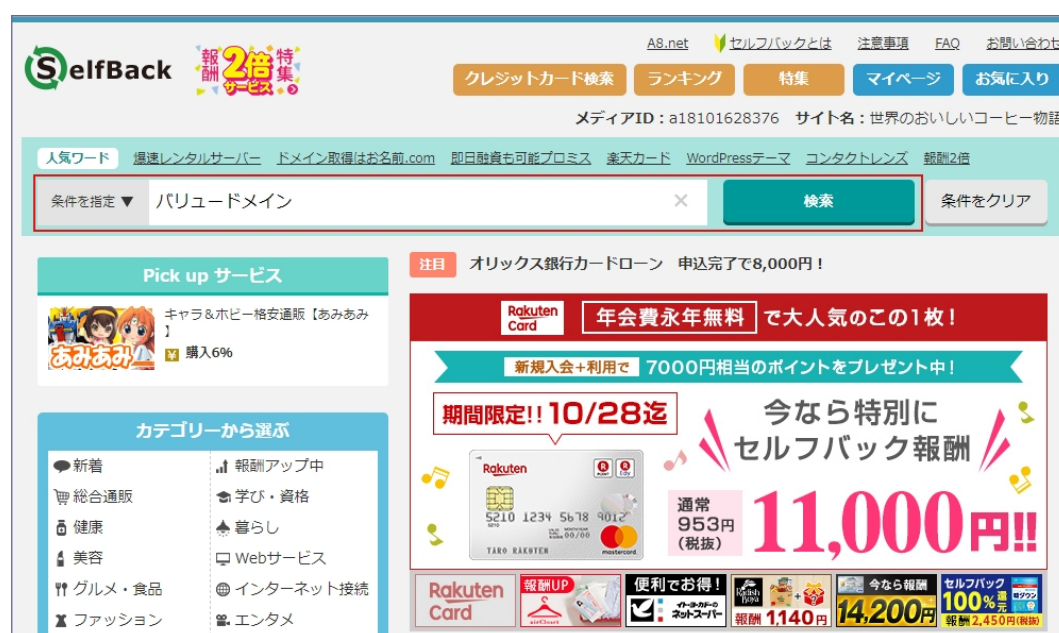 SelfBack
報酬2倍特集
サービス
A8.net セルフバックとは 注意事項 FAQ お問い合わせ
クレジットカード検索 ランキング 特集 マイページ お気に入り
メディアID：a18101628376 サイト名：世界のおいしいコーヒー物語
人気ワード 爆速レンタルサーバー ドメイン取得はお名前.com 即日融資も可能プロミス 楽天カード WordPressテーマ コンタクトレンズ 報酬2倍
条件を指定 ▼ バリュードメイン × 検索 条件をクリア
注目 オリックス銀行カードローン 申込完了で8,000円！
Pick up サービス
キャラ&ホビー格安通販【あみあみ
】
あみあみ
¥ 購入6%
Rakuten Card 年会費永年無料 で大人気のこの1枚！
新規入会+利用で 7000円相当のポイントをプレゼント中！
期間限定!!10/28迄
今なら特別に
セルフバック報酬
Rakuten
5210 1234 5678 9012
00/00
TARO RAKUTEN
mastercard
通常
953円
(税抜)
11,000円!!
カテゴリーから選ぶ
新着 報酬アップ中
総合通販 学び・資格
健康 暮らし
美容 Webサービス
グルメ・食品 インターネット接続
ファッション エンタメ
Rakuten Card
報酬UP
airCloset
便利でお得！
イトーヨーカドーの
ネットスーパー
Radish Boya
報酬 1,140円
今なら報酬
14,200円
セルフバック
100%還元
報酬 2,450円(税抜)